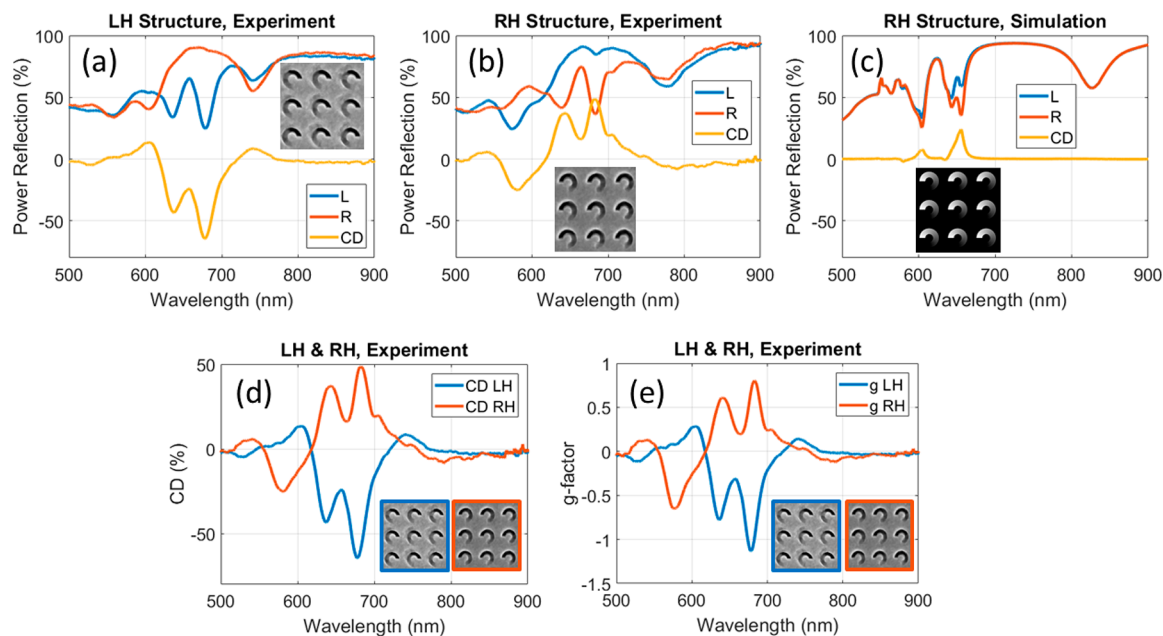 LH Structure, Experiment
(a)
Power Reflection (%)
100
50
0
-50
L
R
CD
500 600 700 800 900
Wavelength (nm)
RH Structure, Experiment
(b)
Power Reflection (%)
100
50
0
-50
L
R
CD
500 600 700 800 900
Wavelength (nm)
RH Structure, Simulation
(c)
Power Reflection (%)
100
50
0
-50
L
R
CD
500 600 700 800 900
Wavelength (nm)
LH & RH, Experiment
(d)
CD (%)
50
0
-50
CD LH
CD RH
500 600 700 800 900
Wavelength (nm)
LH & RH, Experiment
(e)
g-factor
1
0.5
0
-0.5
-1
-1.5
g LH
g RH
500 600 700 800 900
Wavelength (nm)